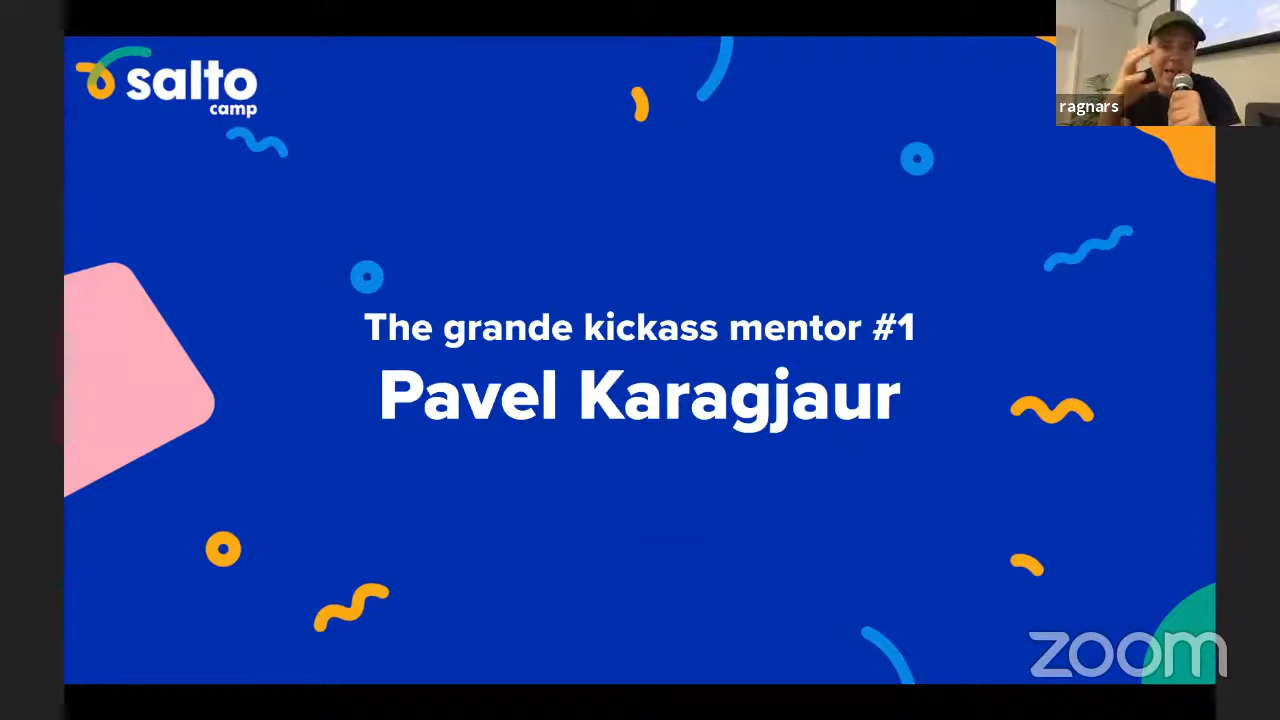 salto
camp
ragnars
The grande kickass mentor #1
Pavel Karagjaur
zoom